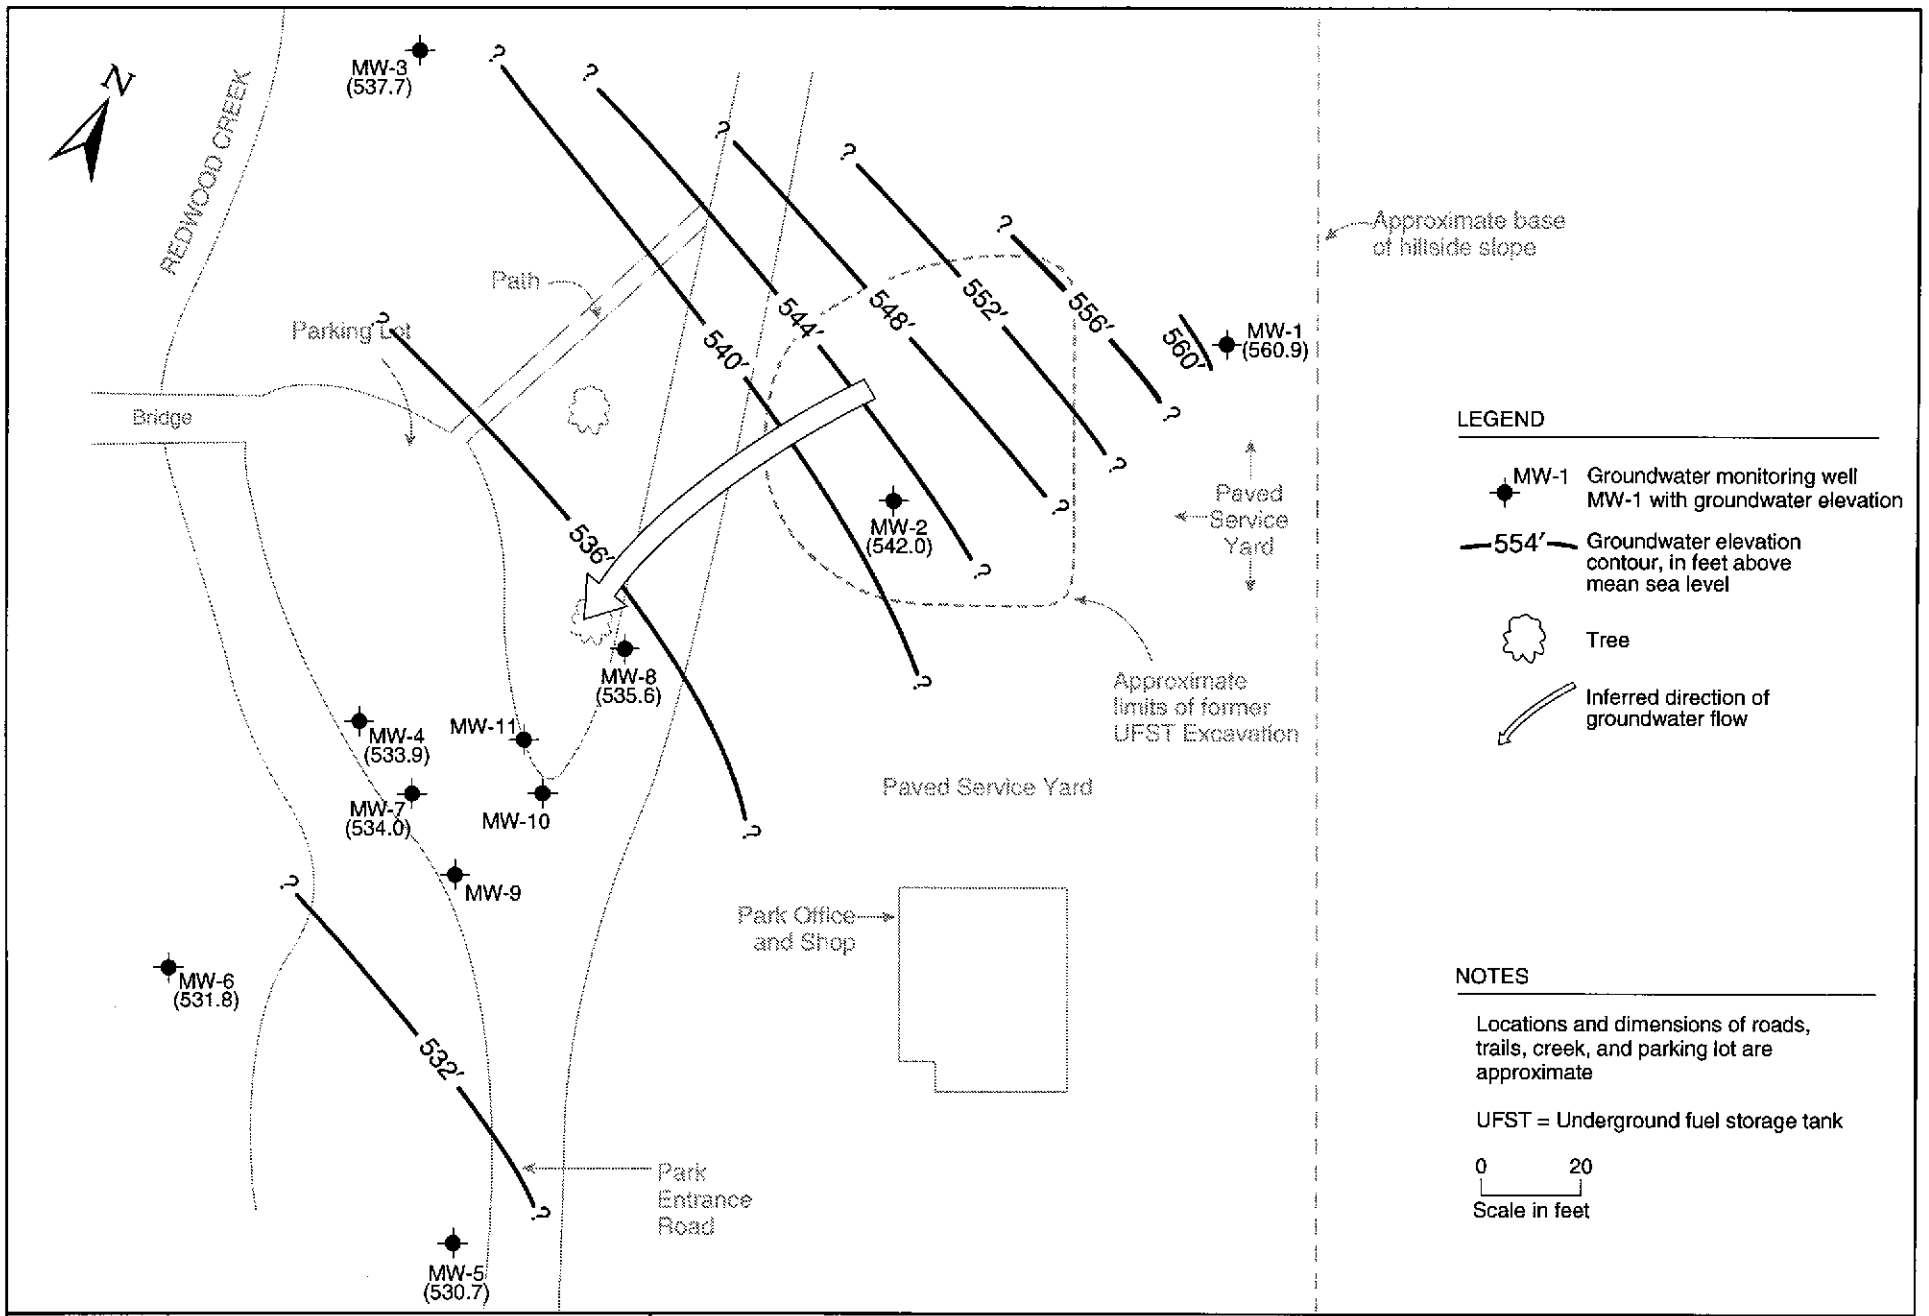 N
REDWOOD CREEK
MW-3
(537.7)
?
?
?
?
?
Approximate base
of hillside slope
Path
Parking Lot
?
540'
544'
548'
552'
556'
560'
MW-1
(560.9)
Bridge
?
?
?
?
?
MW-2
(542.0)
Paved
Service
Yard
536'
MW-8
(535.6)
Approximate
limits of former
UFST Excavation
MW-4
(533.9)
MW-11
MW-7
(534.0)
MW-10
Paved Service Yard
?
?
MW-9
Park Office
and Shop
MW-6
(531.8)
532'
?
Park
Entrance
Road
MW-5
(530.7)
LEGEND
MW-1 Groundwater monitoring well
MW-1 with groundwater elevation
554' Groundwater elevation
contour, in feet above
mean sea level
Tree
Inferred direction of
groundwater flow
NOTES
Locations and dimensions of roads,
trails, creek, and parking lot are
approximate
UFST = Underground fuel storage tank
0 20
Scale in feet